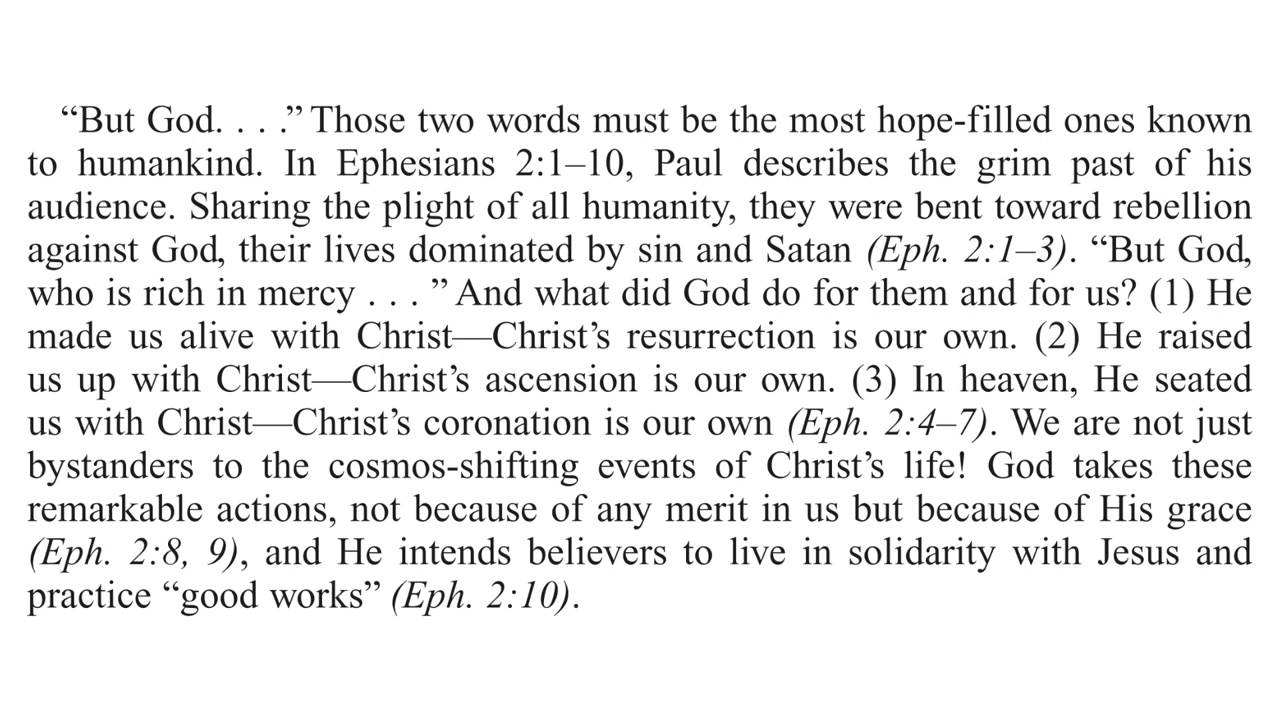 “But God. . . .” Those two words must be the most hope-filled ones known
to humankind. In Ephesians 2:1–10, Paul describes the grim past of his
audience. Sharing the plight of all humanity, they were bent toward rebellion
against God, their lives dominated by sin and Satan (Eph. 2:1–3). “But God,
who is rich in mercy . . . ” And what did God do for them and for us? (1) He
made us alive with Christ—Christ’s resurrection is our own. (2) He raised
us up with Christ—Christ’s ascension is our own. (3) In heaven, He seated
us with Christ—Christ’s coronation is our own (Eph. 2:4–7). We are not just
bystanders to the cosmos-shifting events of Christ’s life! God takes these
remarkable actions, not because of any merit in us but because of His grace
(Eph. 2:8, 9), and He intends believers to live in solidarity with Jesus and
practice “good works” (Eph. 2:10).